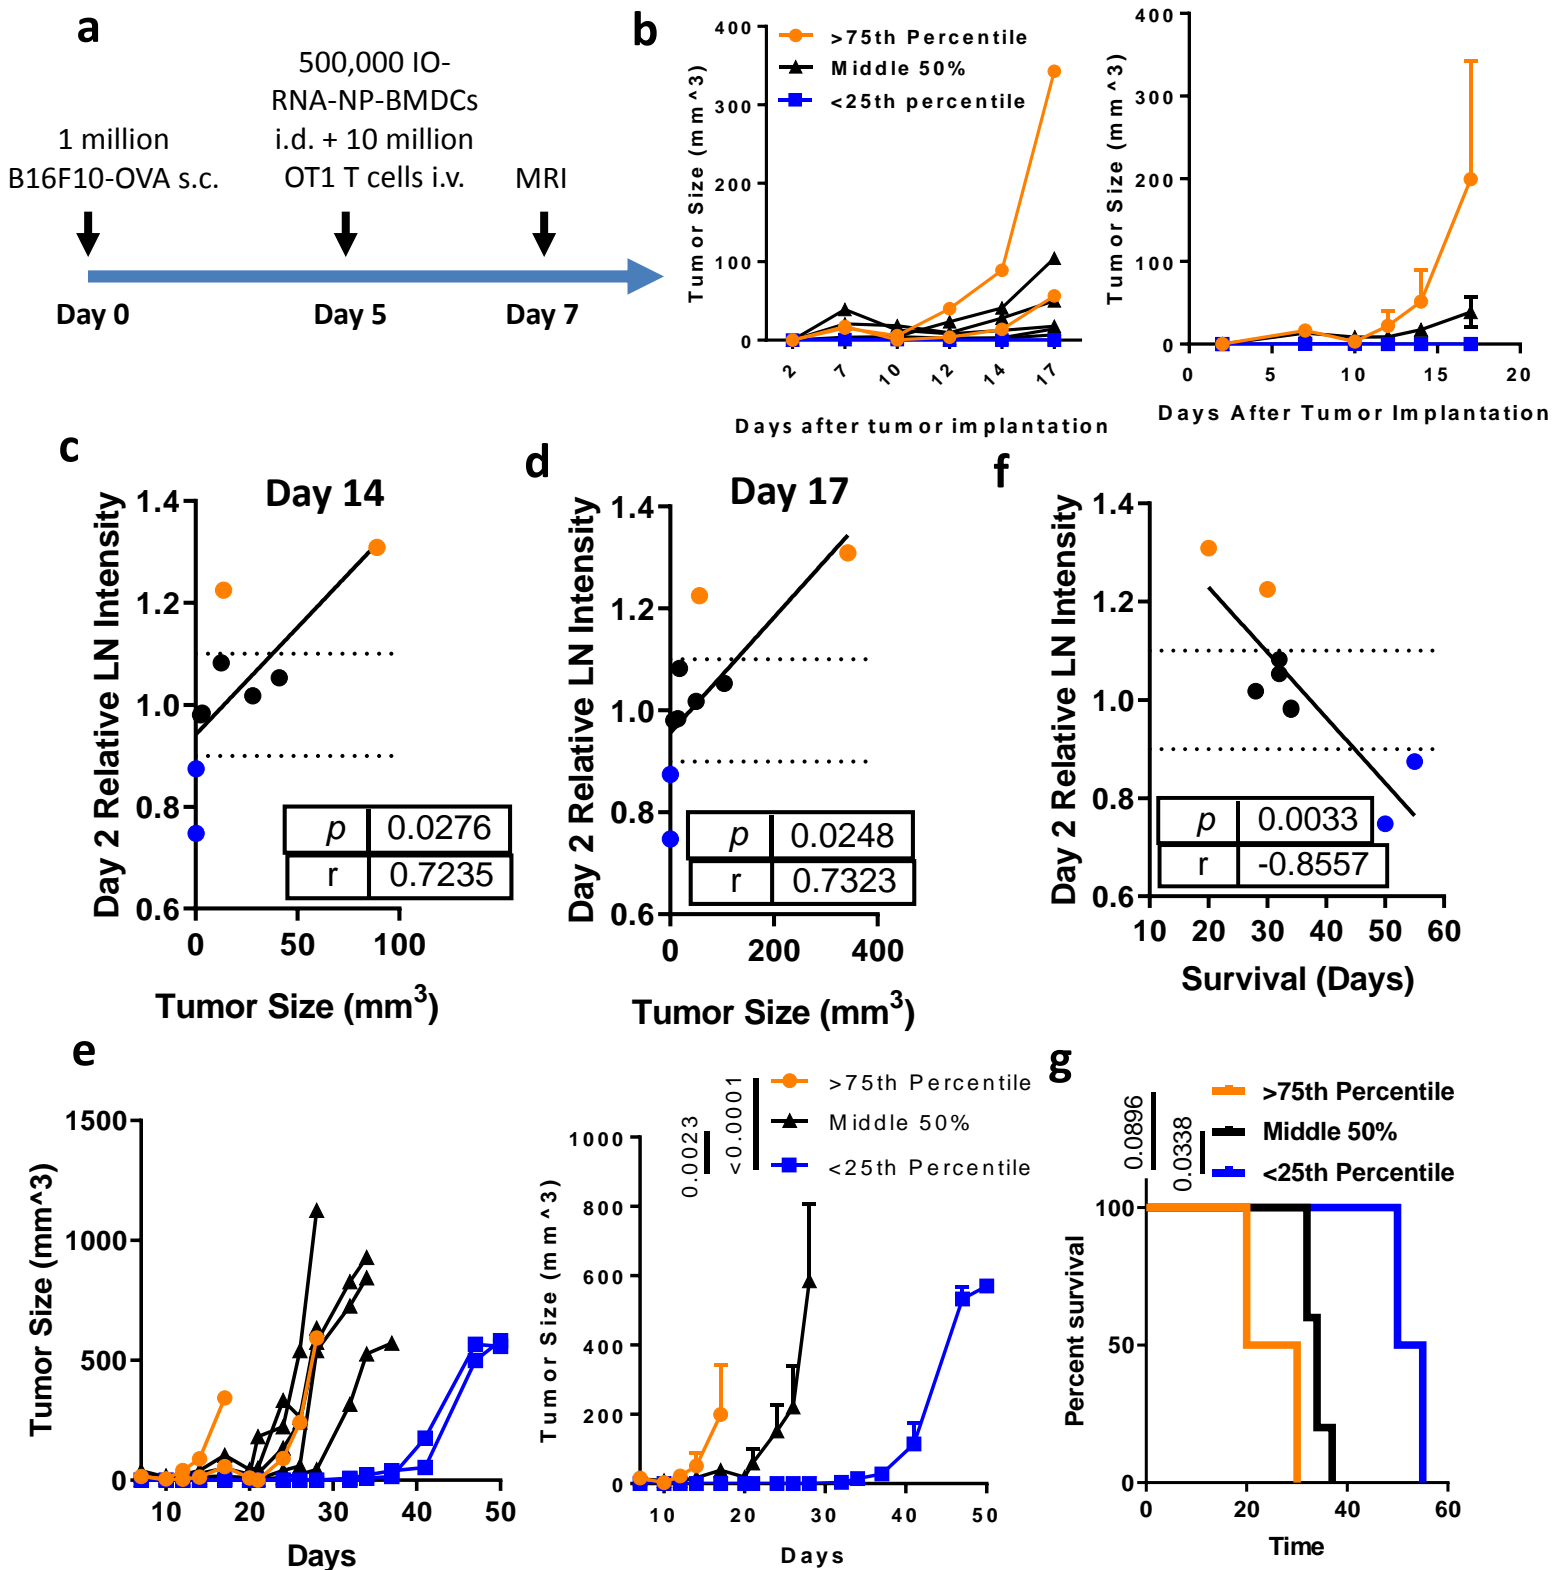 a
1 million
B16F10-OVA s.c.
500,000 IO-
RNA-NP-BMDCs
i.d. + 10 million
OT1 T cells i.v.
MRI
Day 0
Day 5
Day 7
b
Tumor Size (mm^3)
400
300
200
100
0
>75th Percentile
Middle 50%
<25th percentile
2
7
10
12
14
17
Days after tumor implantation
Tumor Size (mm^3)
400
300
200
100
0
0
5
10
15
20
Days After Tumor Implantation
c
Day 14
Day 2 Relative LN Intensity
1.4
1.2
1.0
0.8
0.6
p 0.0276
r 0.7235
0
50
100
Tumor Size (mm3)
d
Day 17
Day 2 Relative LN Intensity
1.4
1.2
1.0
0.8
0.6
p 0.0248
r 0.7323
0
200
400
Tumor Size (mm3)
f
Day 2 Relative LN Intensity
1.4
1.2
1.0
0.8
0.6
p 0.0033
r -0.8557
10
20
30
40
50
60
Survival (Days)
e
Tumor Size (mm^3)
1500
1000
500
0
10
20
30
40
50
Days
0.0023
<0.0001
>75th Percentile
Middle 50%
<25th Percentile
Tumor Size (mm^3)
1000
800
600
400
200
0
10
20
30
40
50
Days
g
0.0896
0.0338
>75th Percentile
Middle 50%
<25th Percentile
Percent survival
100
50
0
0
20
40
60
Time